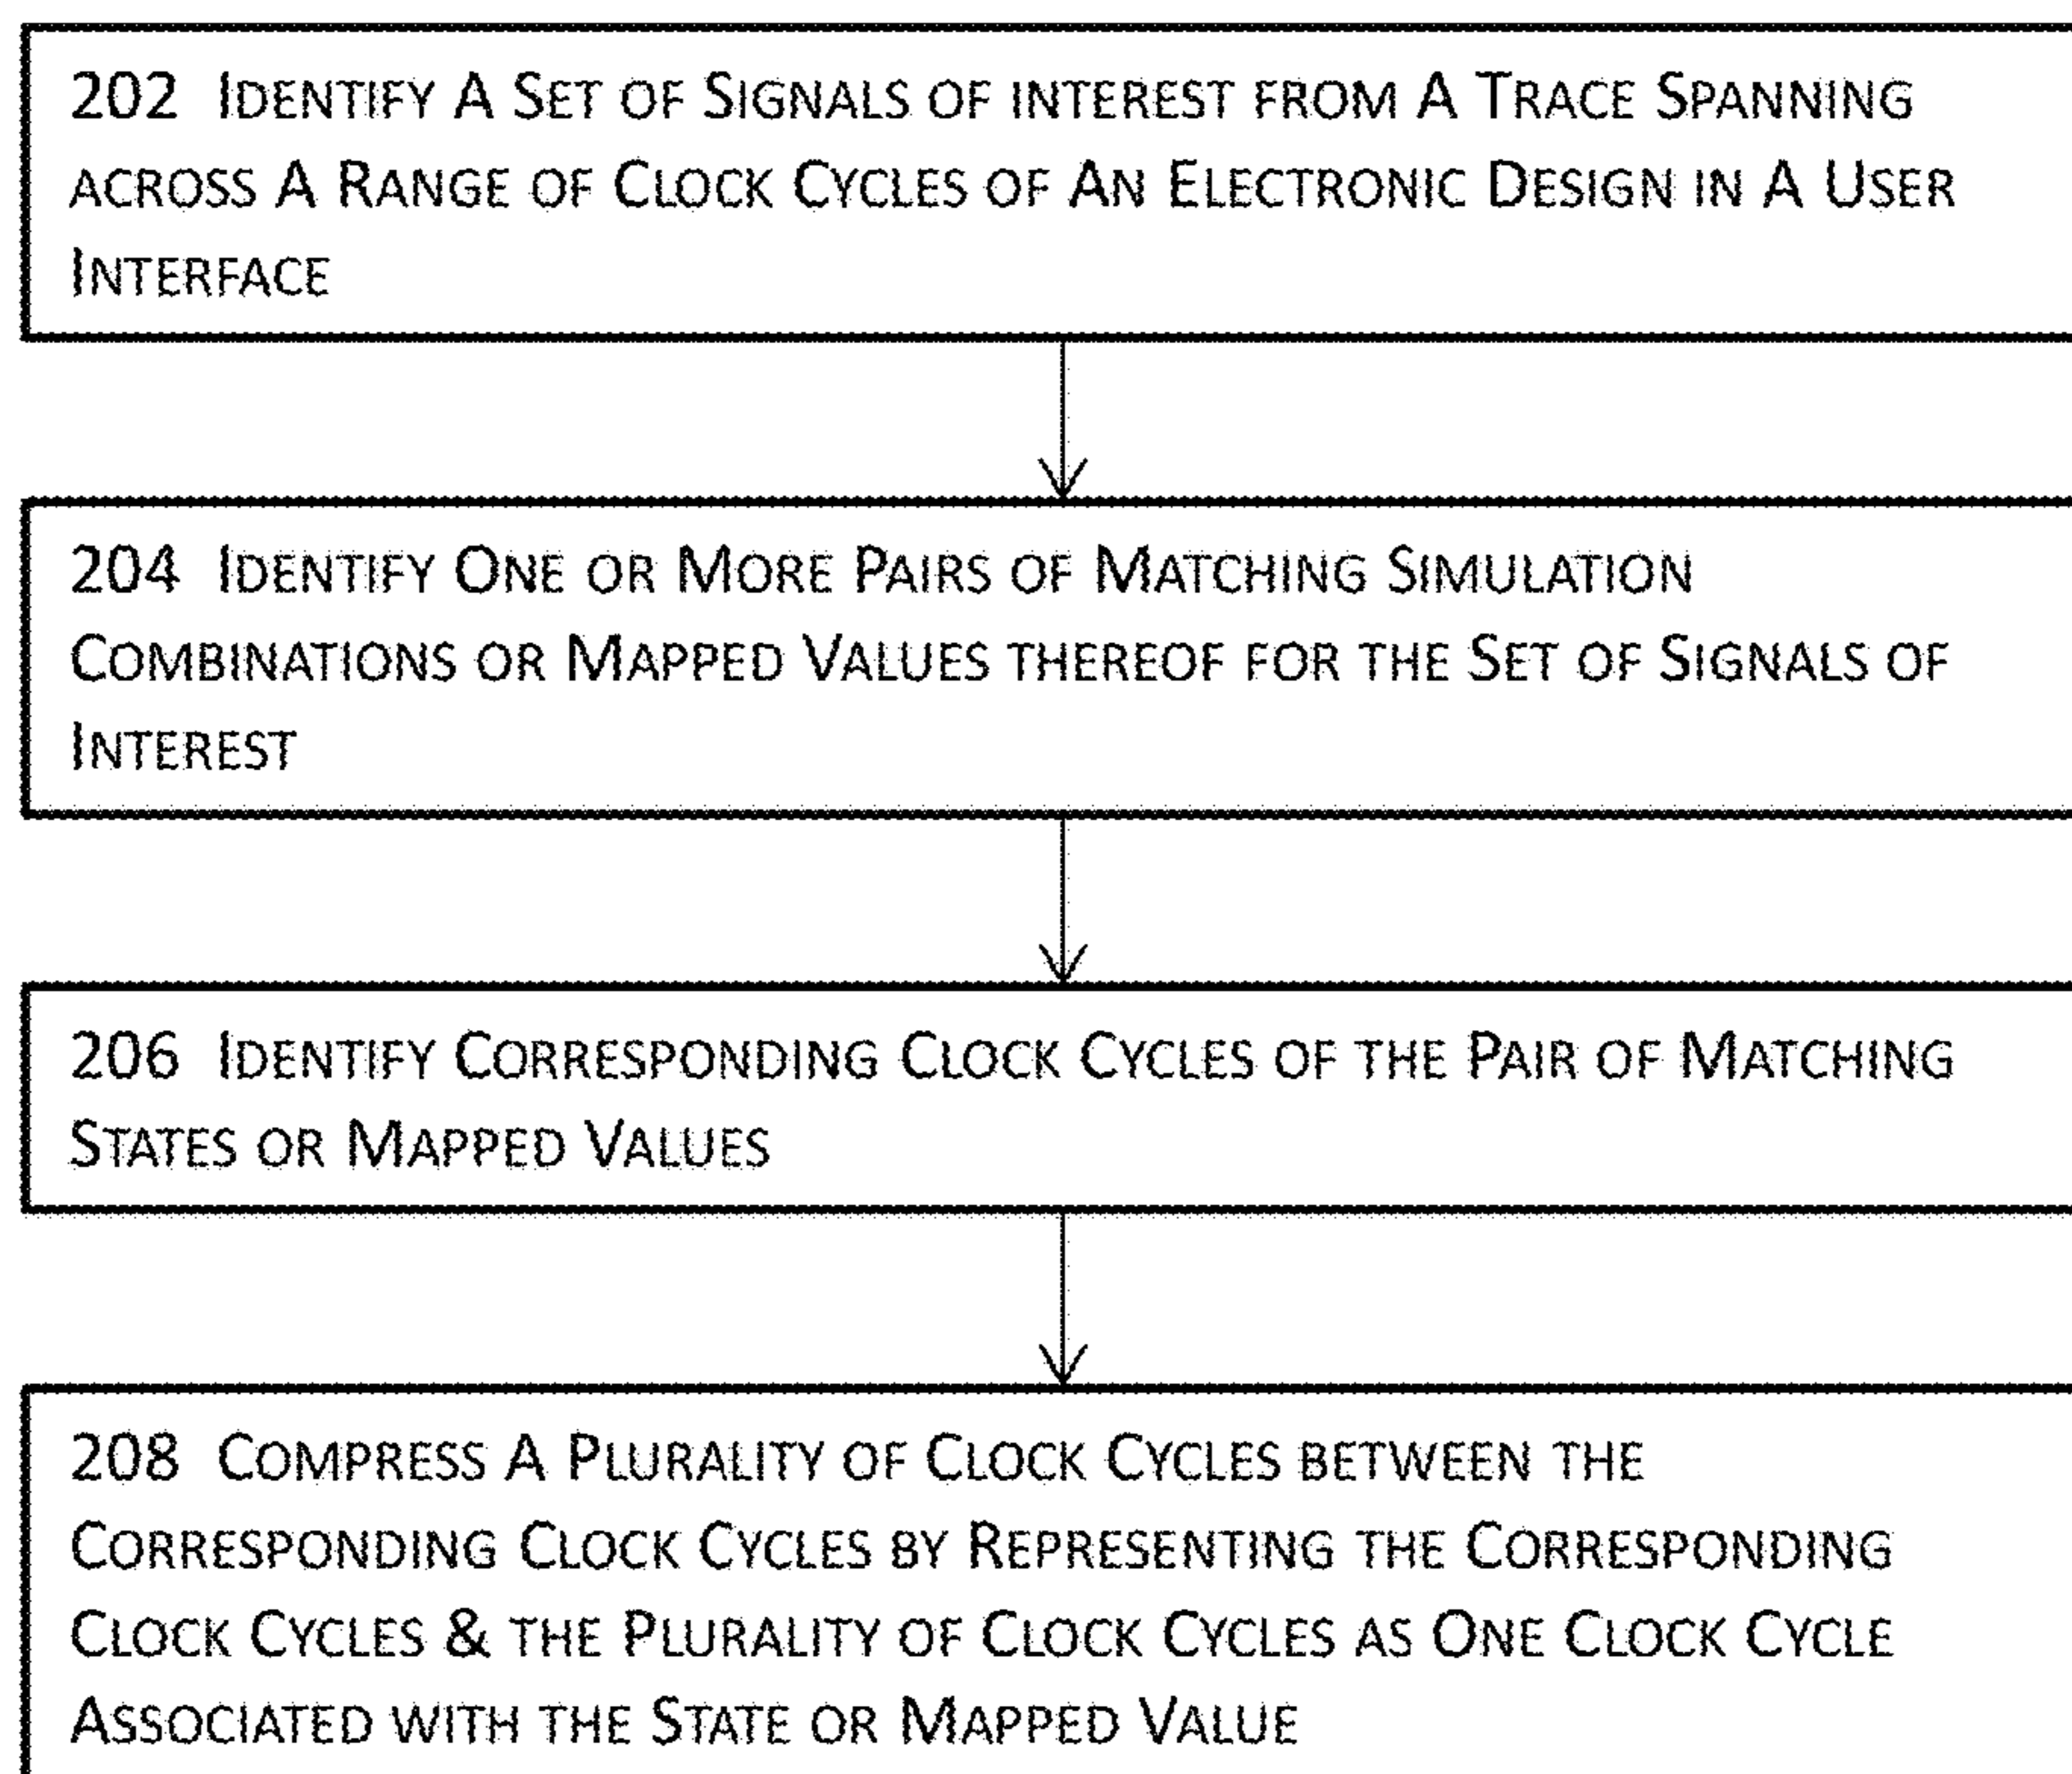 202 Identify A Set of Signals of interest from A Trace Spanning
across A Range of Clock Cycles of An Electronic Design in A User
Interface
204 Identify One or More Pairs of Matching Simulation
Combinations or Mapped Values thereof for the Set of Signals of
Interest
206 Identify Corresponding Clock Cycles of the Pair of Matching
States or Mapped Values
208 Compress A Plurality of Clock Cycles between the
Corresponding Clock Cycles by Representing the Corresponding
Clock Cycles & the Plurality of Clock Cycles as One Clock Cycle
Associated with the State or Mapped Value